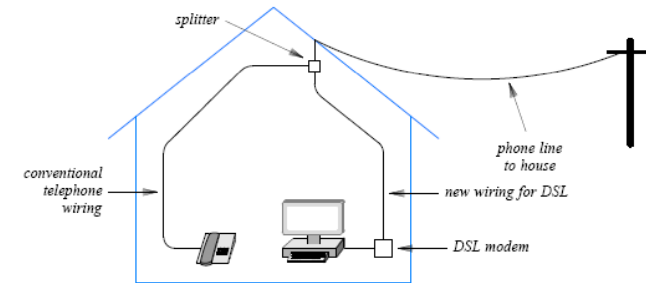 splitter
phone line
to house
conventional
telephone
wiring
new wiring for DSL
DSL modem